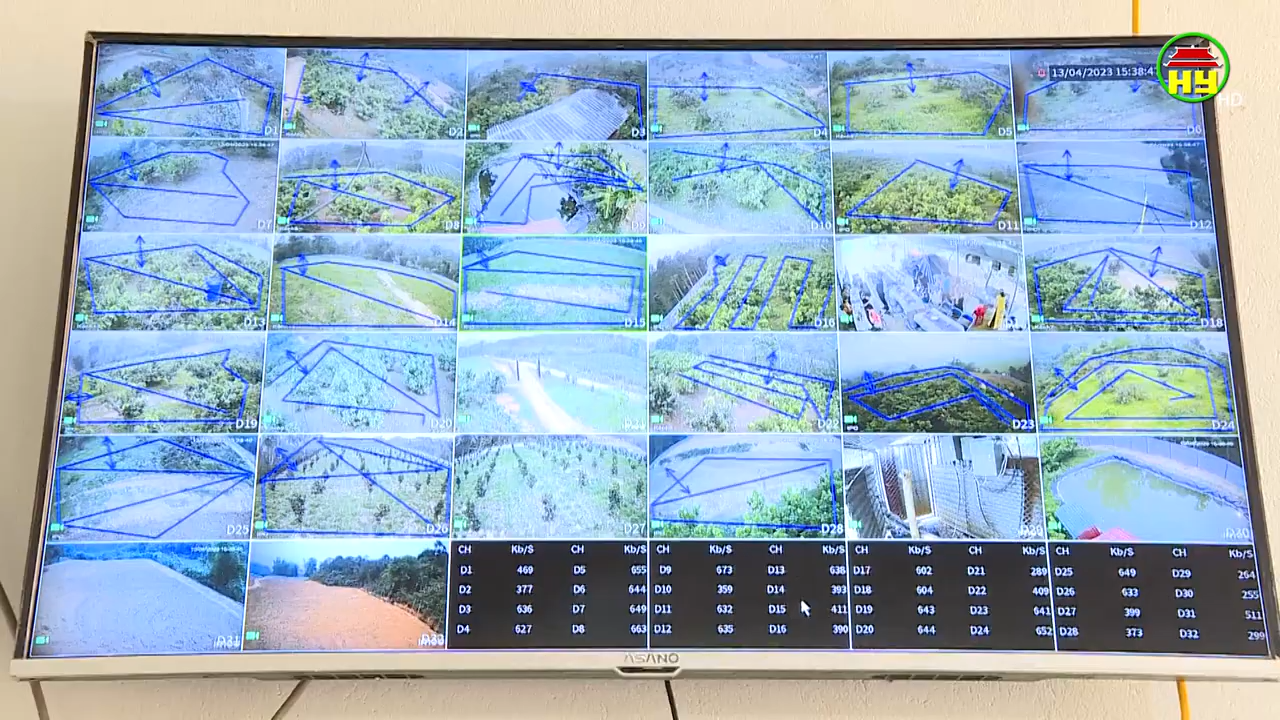 13/04/2023 15:38:4
HY
HD
D1
D2
D3
D4
D5
D6
D7
D8
D9
D10
D11
D12
D13
D14
D15
D16
D18
D19
D20
D21
D22
D23
D24
D25
D26
D27
D28
D29
D30
D31
D32
CH Kb/S CH Kb/S CH Kb/S CH Kb/S CH Kb/S CH Kb/S CH Kb/S CH Kb/S
D1 469 D5 655 D9 673 D13 638 D17 602 D21 289 D25 649 D29 264
D2 377 D6 644 D10 359 D14 393 D18 604 D22 409 D26 633 D30 255
D3 636 D7 649 D11 632 D15 411 D19 643 D23 641 D27 399 D31 511
D4 627 D8 663 D12 635 D16 390 D20 644 D24 652 D28 373 D32 299
ASANO